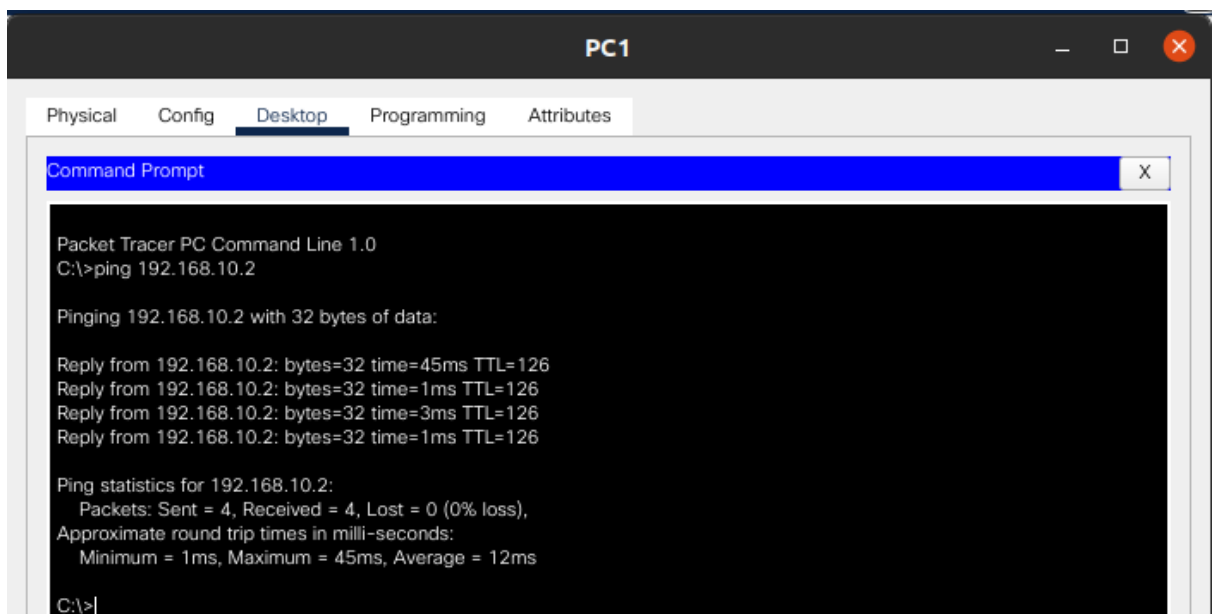 PC1
Physical Config Desktop Programming Attributes
Command Prompt X
Packet Tracer PC Command Line 1.0
C:\>ping 192.168.10.2
Pinging 192.168.10.2 with 32 bytes of data:
Reply from 192.168.10.2: bytes=32 time=45ms TTL=126
Reply from 192.168.10.2: bytes=32 time=1ms TTL=126
Reply from 192.168.10.2: bytes=32 time=3ms TTL=126
Reply from 192.168.10.2: bytes=32 time=1ms TTL=126
Ping statistics for 192.168.10.2:
Packets: Sent = 4, Received = 4, Lost = 0 (0% loss),
Approximate round trip times in milli-seconds:
Minimum = 1ms, Maximum = 45ms, Average = 12ms
C:\>